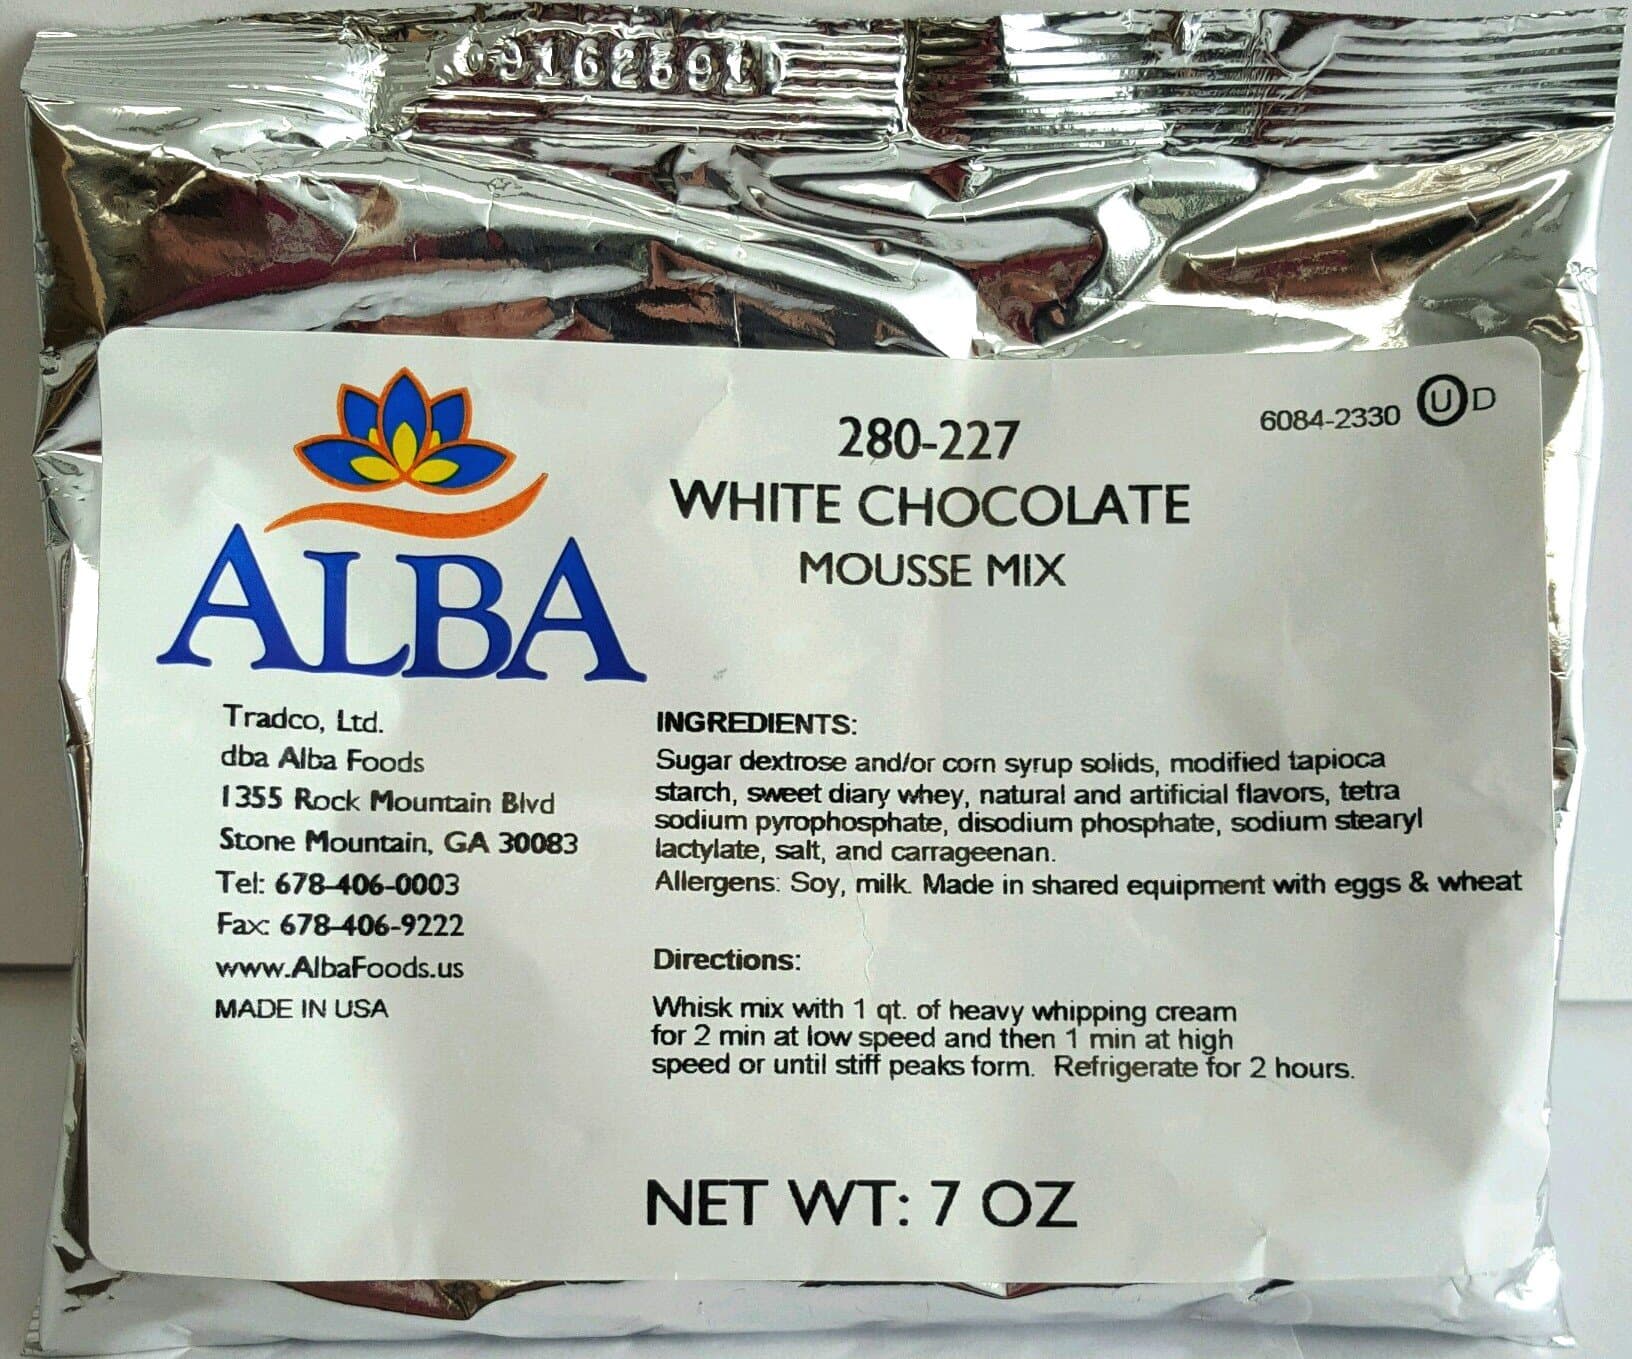 09162391
6084-2330 UD
280-227
WHITE CHOCOLATE
MOUSSE MIX
ALBA
Tradco, Ltd.
dba Alba Foods
1355 Rock Mountain Blvd
Stone Mountain, GA 30083
Tel: 678-406-0003
Fax: 678-406-9222
www.AlbaFoods.us
MADE IN USA
INGREDIENTS:
Sugar dextrose and/or corn syrup solids, modified tapioca
starch, sweet diary whey, natural and artificial flavors, tetra
sodium pyrophosphate, disodium phosphate, sodium stearyl
lactylate, salt, and carrageenan.
Allergens: Soy, milk. Made in shared equipment with eggs & wheat
Directions:
Whisk mix with 1 qt. of heavy whipping cream
for 2 min at low speed and then 1 min at high
speed or until stiff peaks form. Refrigerate for 2 hours.
NET WT: 7 OZ